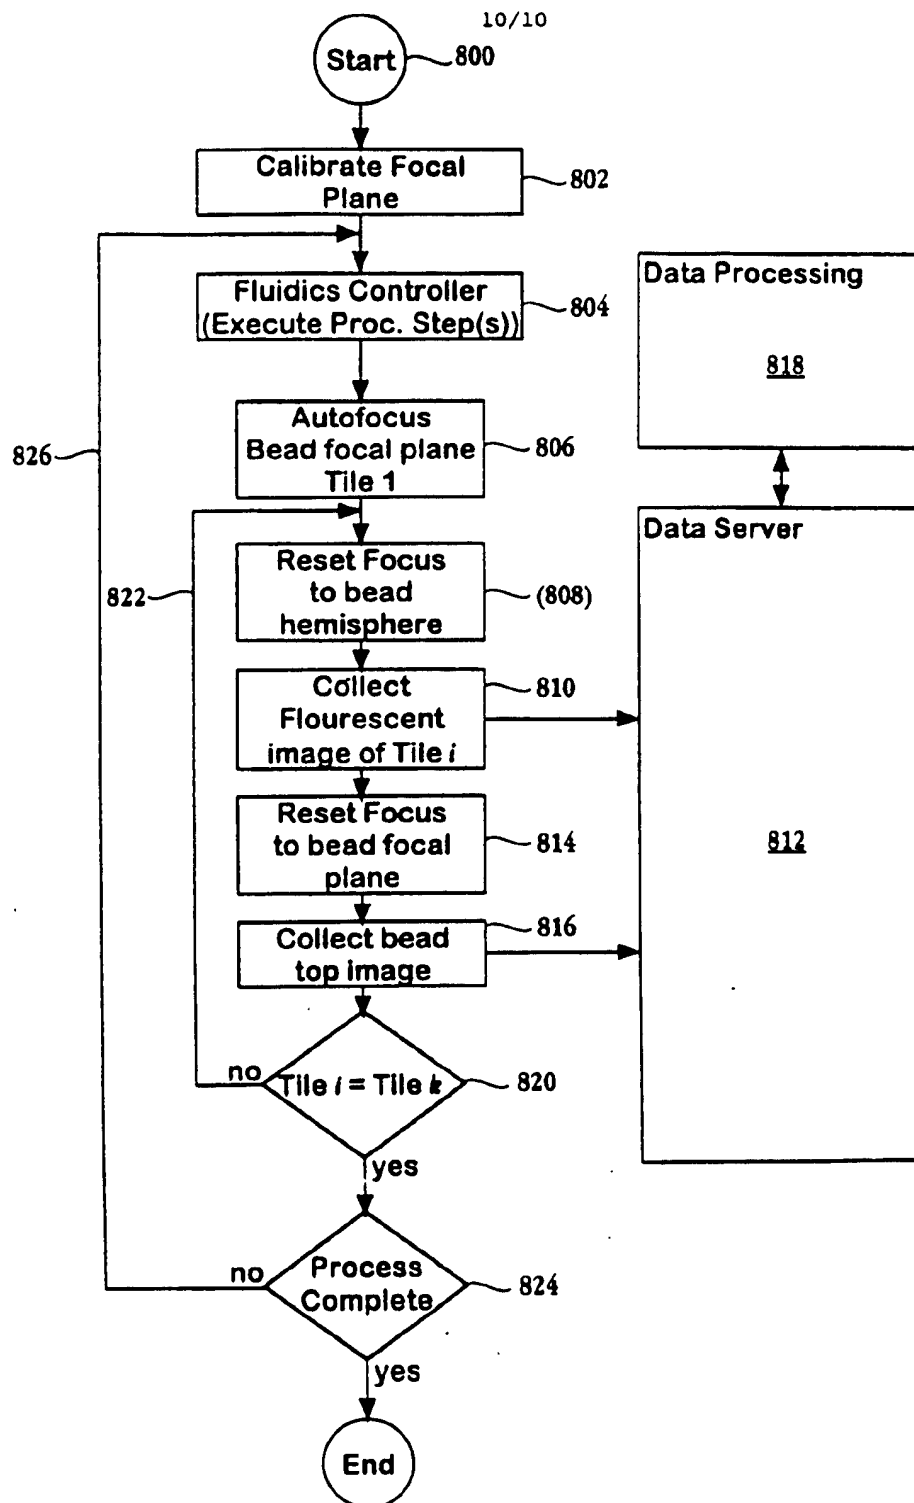 10/10
Start
800
Calibrate Focal
Plane
802
Fluidics Controller
(Execute Proc. Step(s))
804
Data Processing
818
Autofocus
Bead focal plane
Tile 1
806
826
Data Server
812
Reset Focus
to bead
hemisphere
(808)
822
Collect
Flourescent
image of Tile i
810
Reset Focus
to bead focal
plane
814
Collect bead
top image
816
Tile i = Tile k
820
no
yes
Process
Complete
824
no
yes
End